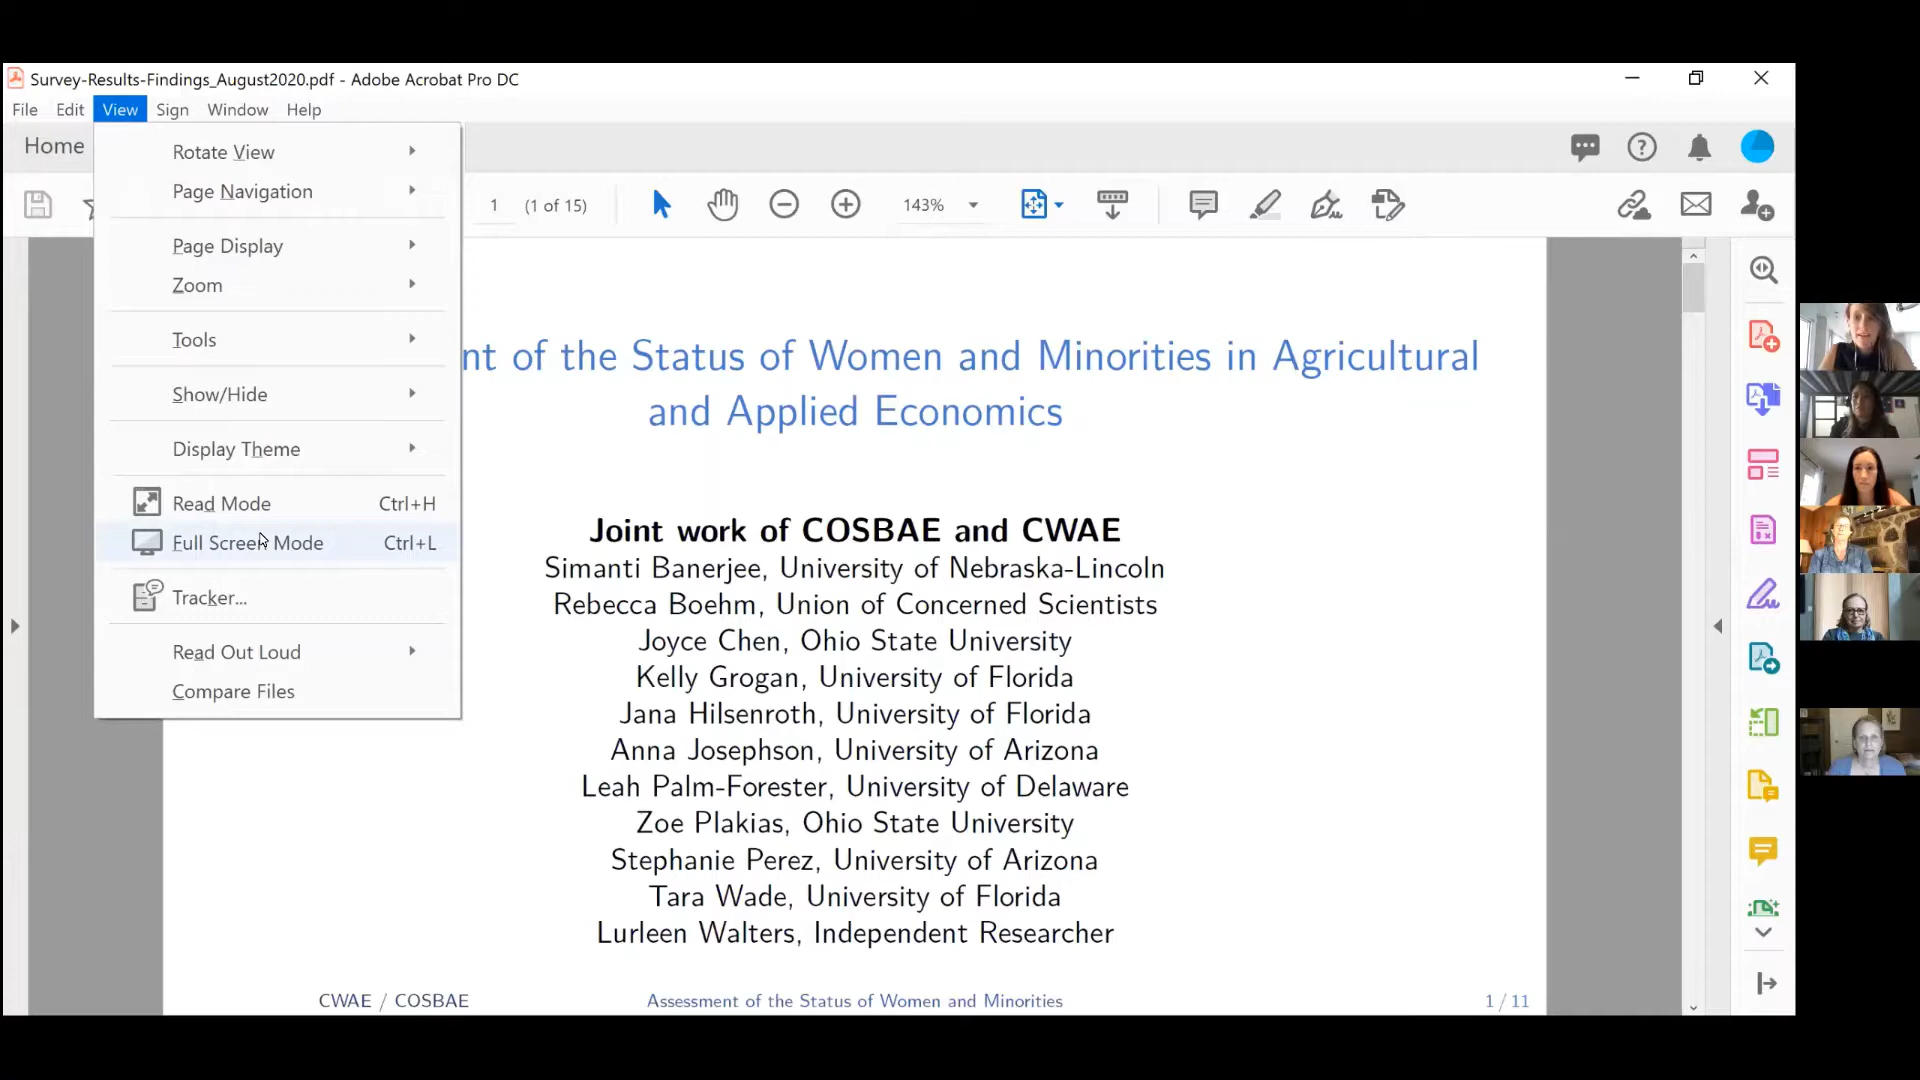 Survey-Results-Findings_August2020.pdf - Adobe Acrobat Pro DC
File Edit View Sign Window Help
Home
1 (1 of 15) 143%
Rotate View
Page Navigation
Page Display
Zoom
Tools
Show/Hide
Display Theme
Read Mode Ctrl+H
Full Screen Mode Ctrl+L
Tracker...
Read Out Loud
Compare Files
nt of the Status of Women and Minorities in Agricultural
and Applied Economics
Joint work of COSBAE and CWAE
Simanti Banerjee, University of Nebraska-Lincoln
Rebecca Boehm, Union of Concerned Scientists
Joyce Chen, Ohio State University
Kelly Grogan, University of Florida
Jana Hilsenroth, University of Florida
Anna Josephson, University of Arizona
Leah Palm-Forester, University of Delaware
Zoe Plakias, Ohio State University
Stephanie Perez, University of Arizona
Tara Wade, University of Florida
Lurleen Walters, Independent Researcher
CWAE / COSBAE Assessment of the Status of Women and Minorities 1 / 11